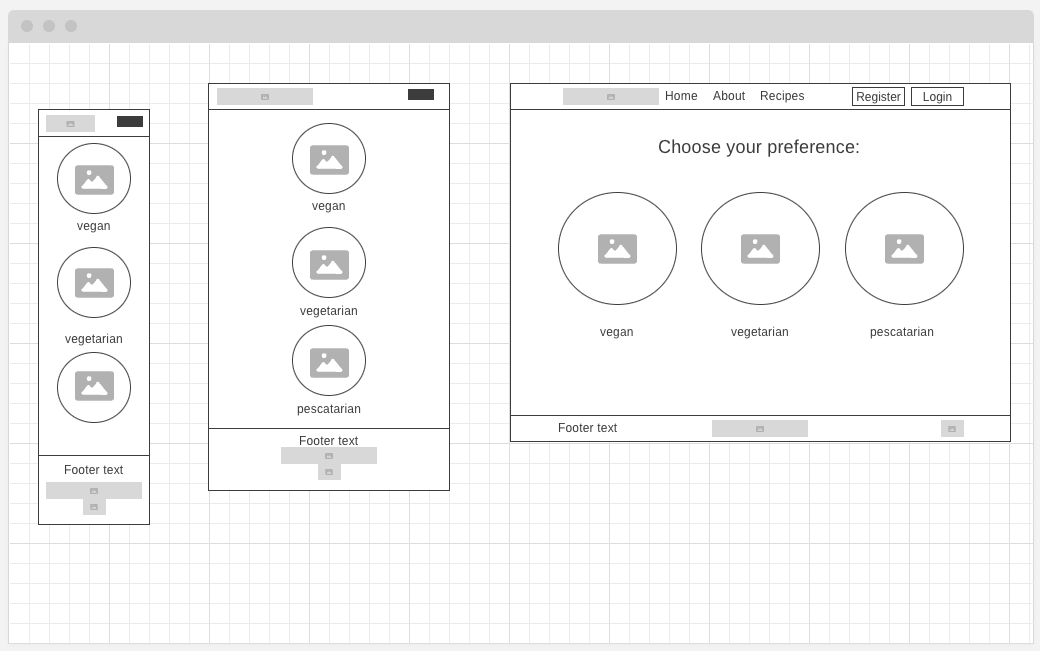 vegan
vegetarian
Footer text
vegan
vegetarian
pescatarian
Footer text
Home About Recipes Register Login
Choose your preference:
vegan vegetarian pescatarian
Footer text